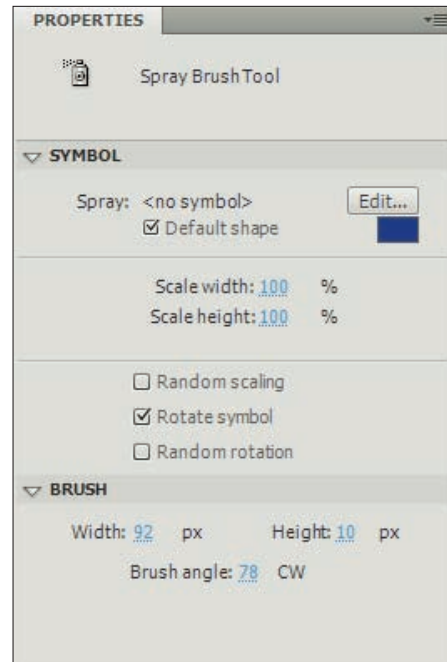 PROPERTIES
Spray Brush Tool
SYMBOL
Spray: <no symbol> Edit...
Default shape
Scale width: 100 %
Scale height: 100 %
Random scaling
Rotate symbol
Random rotation
BRUSH
Width: 92 px Height: 10 px
Brush angle: 78 CW